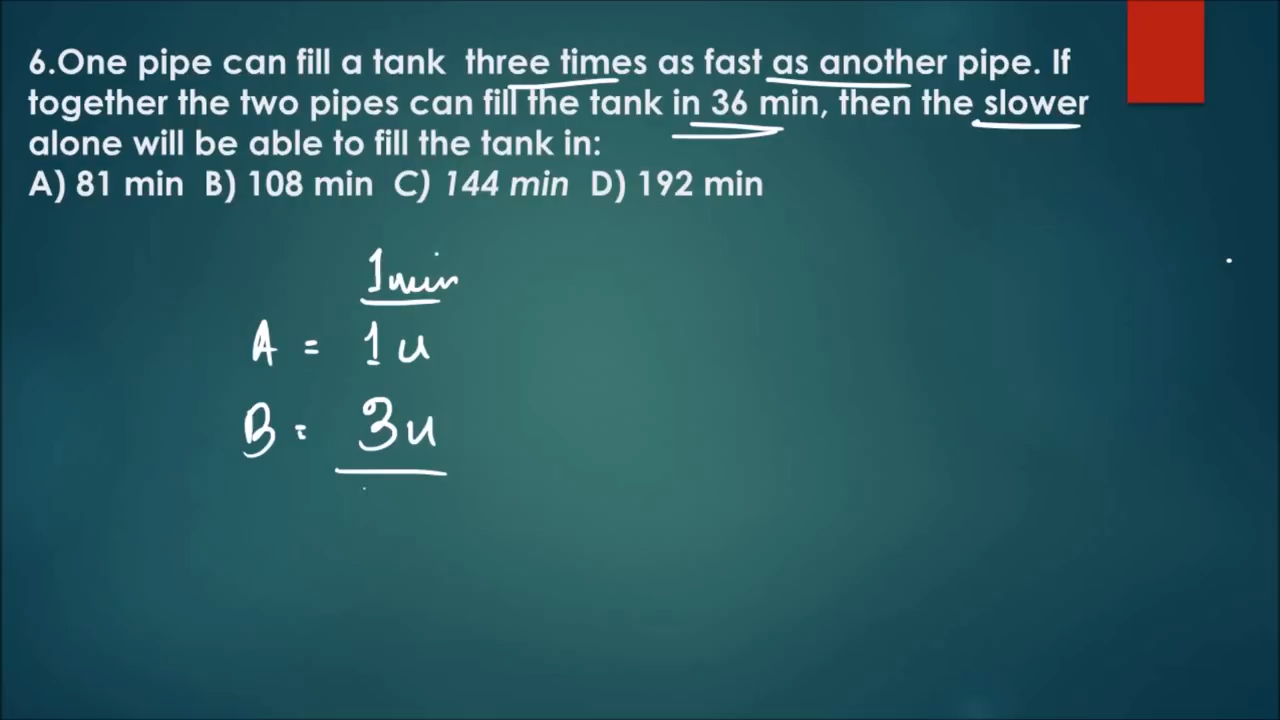 6.One pipe can fill a tank three times as fast as another pipe. If
together the two pipes can fill the tank in 36 min, then the slower
alone will be able to fill the tank in:
A) 81 min B) 108 min C) 144 min D) 192 min
1min
A = 1u
B = 3u